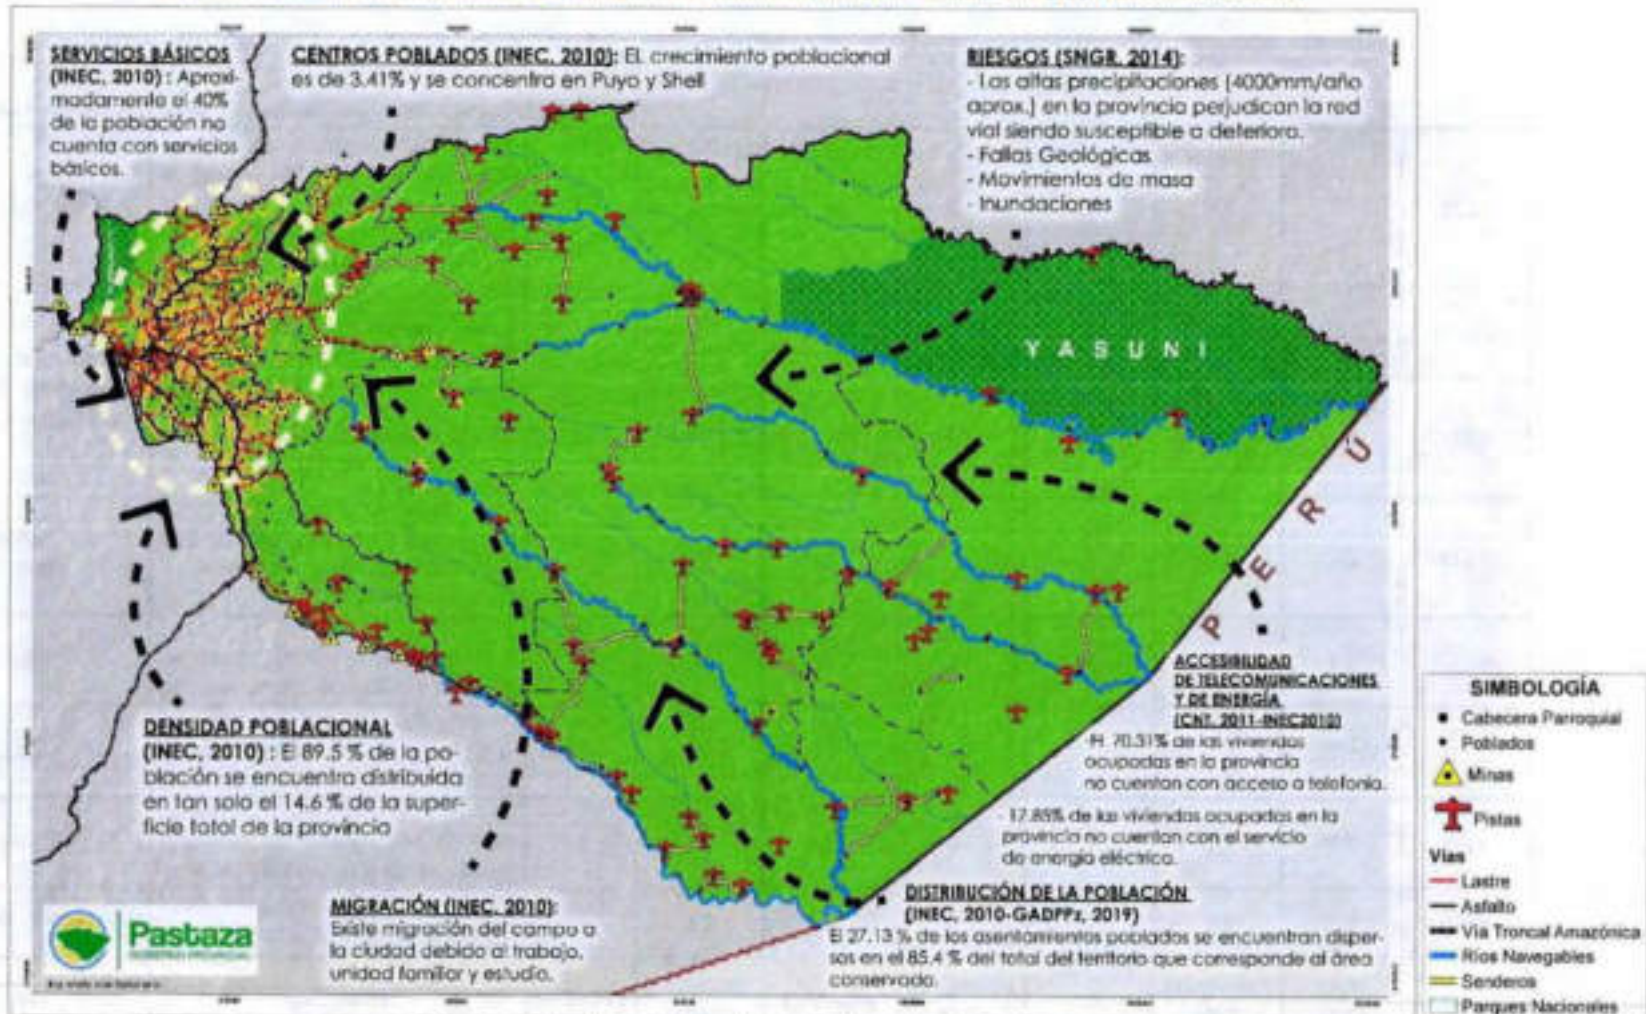 SERVICIOS BÁSICOS
(INEC, 2010) : Aproxi-
madamente el 40%
de la población no
cuenta con servicios
básicos.
CENTROS POBLADOS (INEC, 2010): EL crecimiento poblacional
es de 3.41% y se concentra en Puyo y Shell
RIESGOS (SNGR, 2014):
- Las altas precipitaciones (4000mm/año
aprox.) en la provincia perjudican la red
vial siendo susceptible a deterioro.
- Fallas Geológicas
- Movimientos de masa
- Inundaciones
YASUNI
PERÚ
DENSIDAD POBLACIONAL
(INEC, 2010) : El 89.5 % de la po-
blación se encuentra distribuida
en tan solo el 14.6 % de la super-
ficie total de la provincia
ACCESIBILIDAD
DE TELECOMUNICACIONES
Y DE ENERGÍA
(CNT, 2011-INEC2010)
-El 70.31% de las viviendas
ocupadas en la provincia
no cuentan con acceso a telefonía.
- 17.85% de las viviendas ocupadas en la
provincia no cuentan con el servicio
de energía eléctrica.
MIGRACIÓN (INEC, 2010):
Existe migración del campo a
la ciudad debido al trabajo,
unidad familiar y estudio.
DISTRIBUCIÓN DE LA POBLACIÓN
(INEC, 2010-GADPPz, 2019)
El 27.13 % de los asentamientos poblados se encuentran disper-
sos en el 85.4 % del total del territorio que corresponde al área
conservada.
Pastaza
GOBIERNO PROVINCIAL
SIMBOLOGÍA
Cabecera Parroquial
Poblados
Minas
Pistas
Vías
Lastre
Asfalto
Vía Troncal Amazónica
Ríos Navegables
Senderos
Parques Nacionales